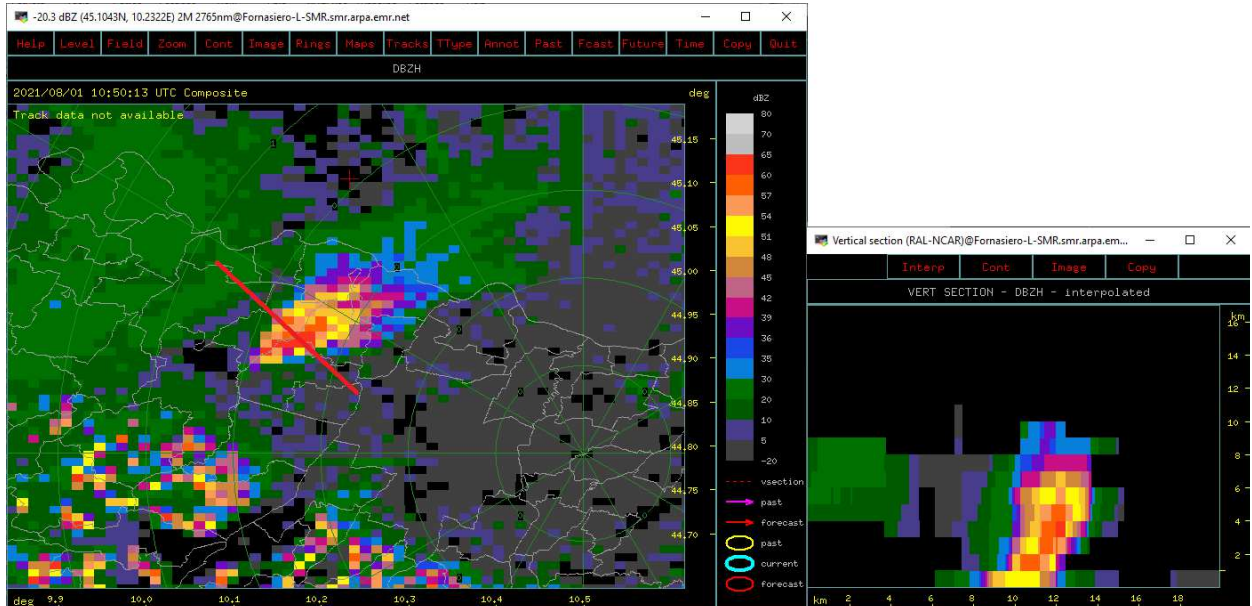 -20.3 dBZ (45.1043N, 10.2322E) 2M 2765nm@Fornasiero-L-SMR.smr.arpa.emr.net
Help Level Field Zoom Cont Image Rings Maps Tracks TType Annot Past Fcast Future Time Copy Quit
DBZH
2021/08/01 10:50:13 UTC Composite
deg
Track data not available
45.15
45.10
45.05
45.00
44.95
44.90
44.85
44.80
44.75
44.70
deg 9.9 10.0 10.1 10.2 10.3 10.4 10.5
dBZ
80
70
65
60
57
54
51
48
45
42
39
36
35
30
20
10
5
-20
vsection
past
forecast
past
current
forecast
Vertical section (RAL-NCAR)@Fornasiero-L-SMR.smr.arpa.em...
Interp Cont Image Copy
VERT SECTION - DBZH - interpolated
km
16
14
12
10
8
6
4
2
km 2 4 6 8 10 12 14 16 18